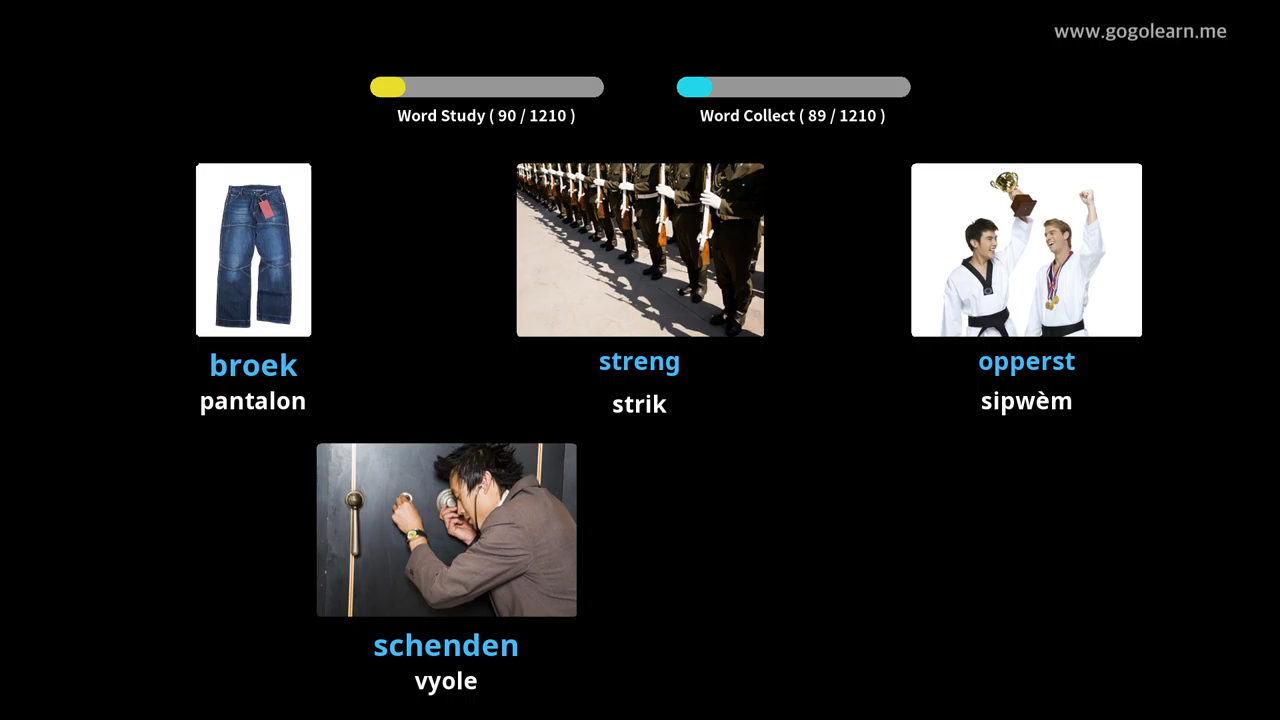 www.gogolearn.me
Word Study ( 90 / 1210 )
Word Collect ( 89 / 1210 )
broek
pantalon
streng
strik
opperst
sipwèm
schenden
vyole